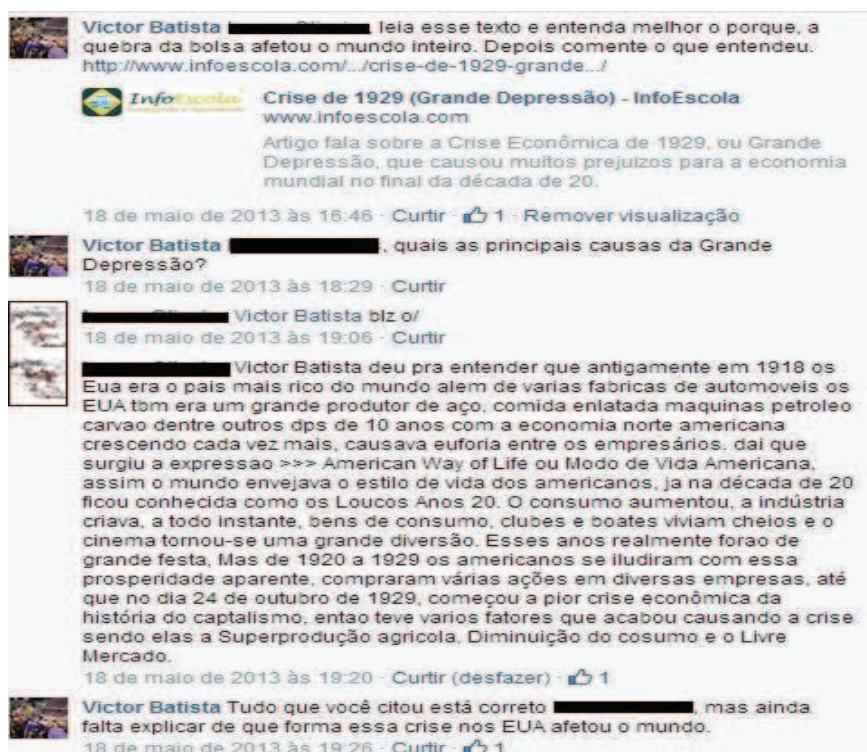 Victor Batista leia esse texto e entenda melhor o porque, a
quebra da bolsa afetou o mundo inteiro. Depois comente o que entendeu.
http://www.infoescola.com/.../crise-de-1929-grande.../
InfoEscola Crise de 1929 (Grande Depressão) - InfoEscola
www.infoescola.com
Artigo fala sobre a Crise Econômica de 1929, ou Grande
Depressão, que causou muitos prejuizos para a economia
mundial no final da década de 20.
18 de maio de 2013 às 16:46 · Curtir · 1 · Remover visualização
Victor Batista , quais as principais causas da Grande
Depressão?
18 de maio de 2013 às 18:29 · Curtir
Victor Batista blz o/
18 de maio de 2013 às 19:06 · Curtir
Victor Batista deu pra entender que antigamente em 1918 os
Eua era o pais mais rico do mundo alem de varias fabricas de automoveis os
EUA tbm era um grande produtor de aço, comida enlatada maquinas petroleo
carvao dentre outros dps de 10 anos com a economia norte americana
crescendo cada vez mais, causava euforia entre os empresários. dai que
surgiu a expressao >>> American Way of Life ou Modo de Vida Americana,
assim o mundo envejava o estilo de vida dos americanos, ja na década de 20
ficou conhecida como os Loucos Anos 20. O consumo aumentou, a indústria
criava, a todo instante, bens de consumo, clubes e boates viviam cheios e o
cinema tornou-se uma grande diversão. Esses anos realmente forao de
grande festa, Mas de 1920 a 1929 os americanos se iludiram com essa
prosperidade aparente, compraram várias ações em diversas empresas, até
que no dia 24 de outubro de 1929, começou a pior crise econômica da
história do captalismo, entao teve varios fatores que acabou causando a crise
sendo elas a Superprodução agricola, Diminuição do cosumo e o Livre
Mercado.
18 de maio de 2013 às 19:20 · Curtir (desfazer) · 1
Victor Batista Tudo que você citou está correto , mas ainda
falta explicar de que forma essa crise nos EUA afetou o mundo.
18 de maio de 2013 às 19:26 · Curtir · 1